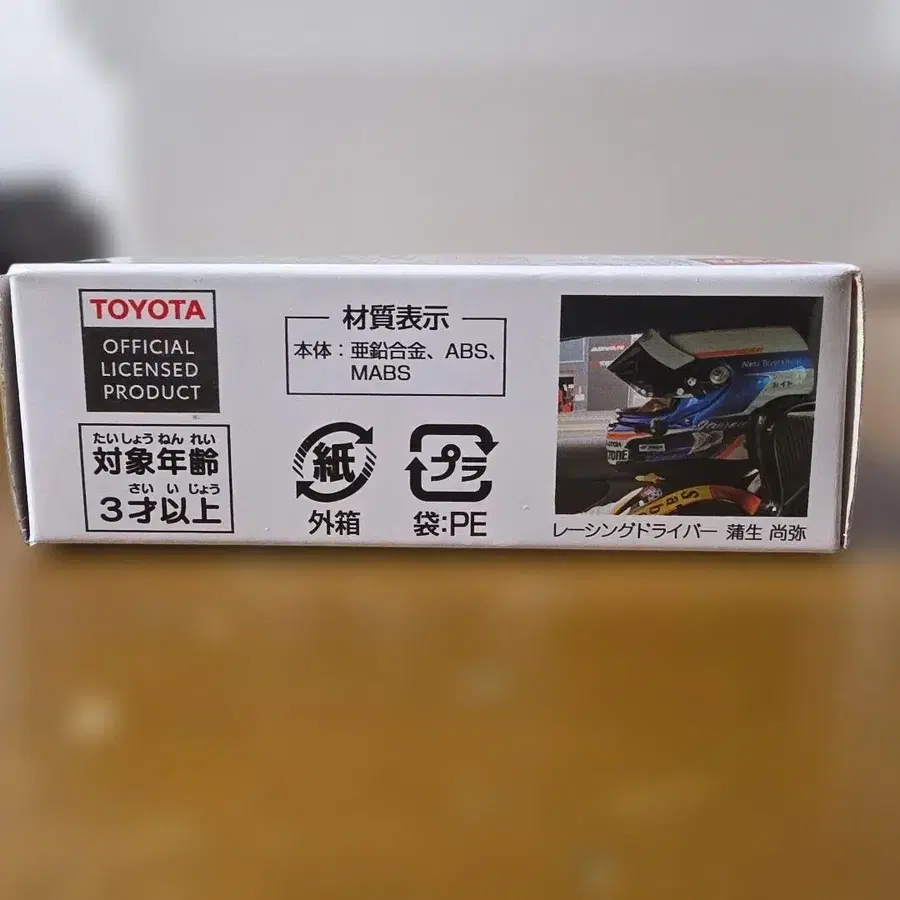 TOYOTA
OFFICIAL
LICENSED
PRODUCT
たいしょうねんれい
対象年齢
さいいじょう
3才以上
材質表示
本体：亜鉛合金、ABS、
MABS
紙
外箱
プラ
袋:PE
レーシングドライバー 蒲生 尚弥